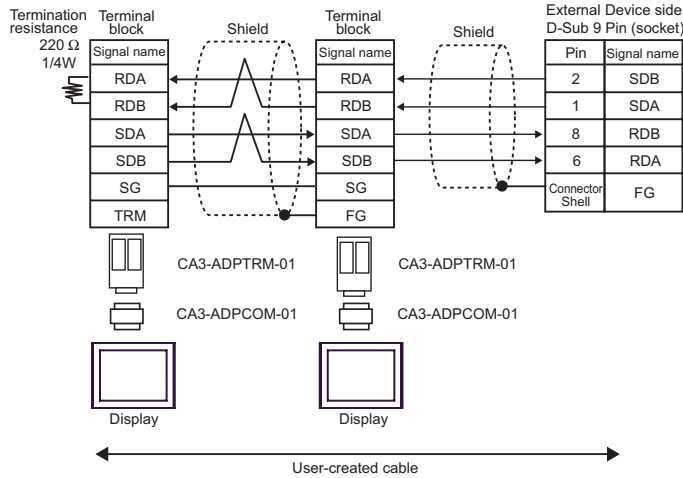 Termination resistance 220 Ω 1/4W
Terminal block
Shield
Terminal block
Shield
External Device side
D-Sub 9 Pin (socket)
Signal name
Signal name
Pin Signal name
RDA RDA 2 SDB
RDB RDB 1 SDA
SDA SDA 8 RDB
SDB SDB 6 RDA
SG SG Connector Shell FG
TRM FG
CA3-ADPTRM-01 CA3-ADPTRM-01
CA3-ADPCOM-01 CA3-ADPCOM-01
Display Display
User-created cable